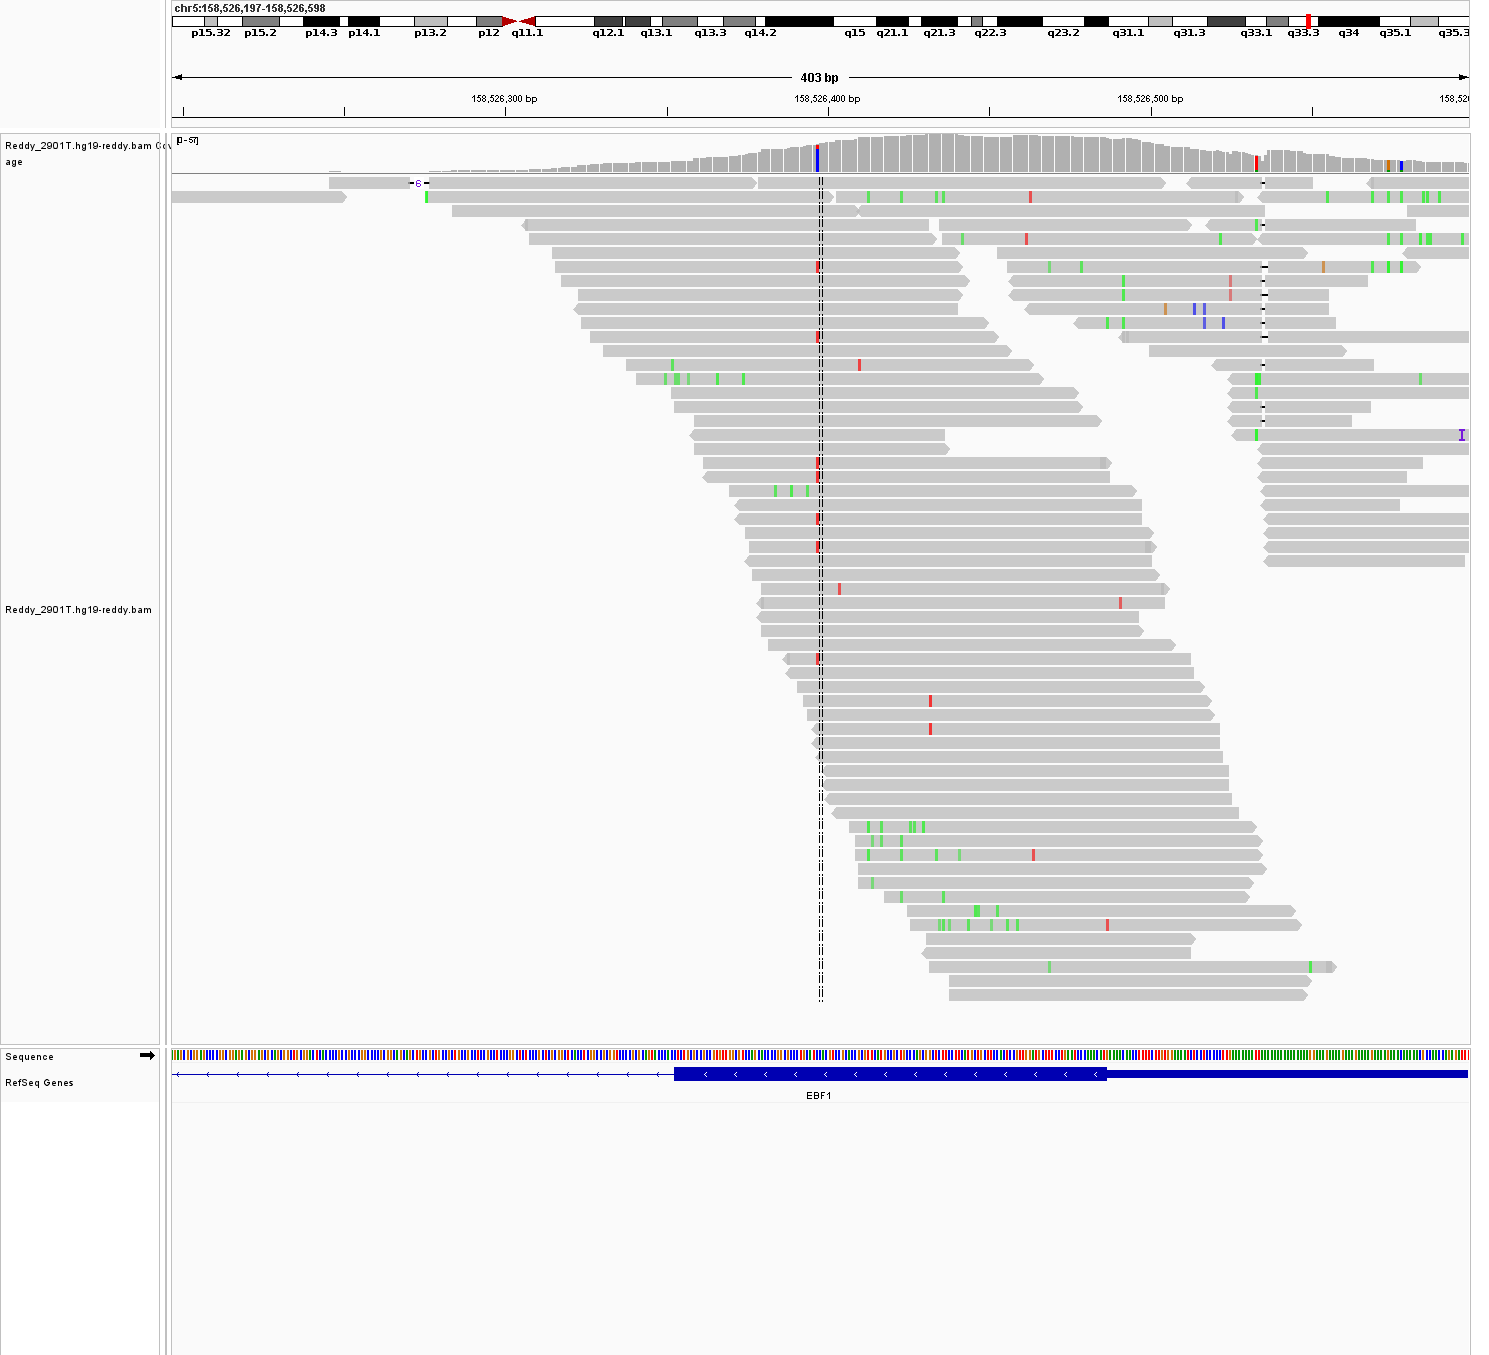 chr5:158,526,197-158,526,598
p15.32 p15.2 p14.3 p14.1 p13.2 p12 q11.1 q12.1 q13.1 q13.3 q14.2 q15 q21.1 q21.3 q22.3 q23.2 q31.1 q31.3 q33.1 q33.3 q34 q35.1 q35.3
403 bp
158,526,300 bp 158,526,400 bp 158,526,500 bp 158,526
Reddy_2901T.hg19-reddy.bam Cov
age
[0-57]
6
I
Reddy_2901T.hg19-reddy.bam
Sequence
RefSeq Genes
EBF1